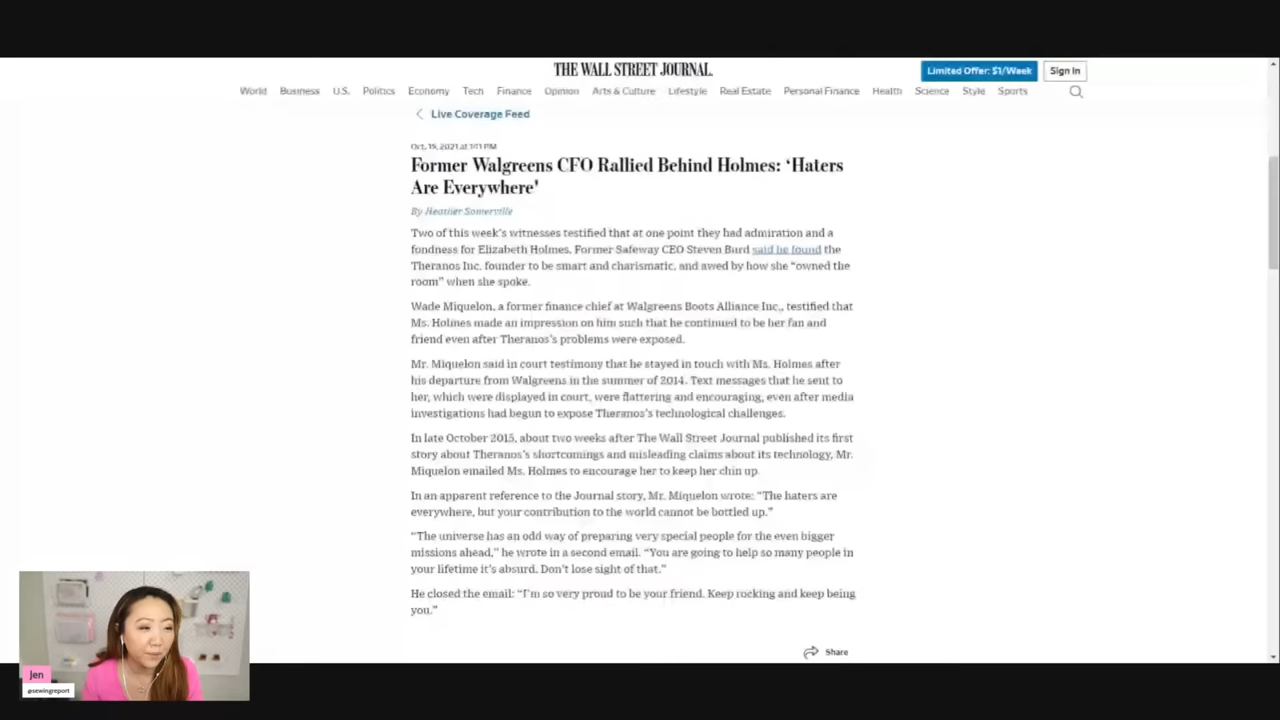 THE WALL STREET JOURNAL.
Limited Offer: $1/Week
Sign In
World Business U.S. Politics Economy Tech Finance Opinion Arts & Culture Lifestyle Real Estate Personal Finance Health Science Style Sports
Live Coverage Feed
Oct. 15, 2021 at 1:11 PM
Former Walgreens CFO Rallied Behind Holmes: ‘Haters
Are Everywhere'
By Heather Somerville
Two of this week's witnesses testified that at one point they had admiration and a
fondness for Elizabeth Holmes. Former Safeway CEO Steven Burd said he found the
Theranos Inc. founder to be smart and charismatic, and awed by how she “owned the
room” when she spoke.
Wade Miquelon, a former finance chief at Walgreens Boots Alliance Inc., testified that
Ms. Holmes made an impression on him such that he continued to be her fan and
friend even after Theranos's problems were exposed.
Mr. Miquelon said in court testimony that he stayed in touch with Ms. Holmes after
his departure from Walgreens in the summer of 2014. Text messages that he sent to
her, which were displayed in court, were flattering and encouraging, even after media
investigations had begun to expose Theranos's technological challenges.
In late October 2015, about two weeks after The Wall Street Journal published its first
story about Theranos's shortcomings and misleading claims about its technology, Mr.
Miquelon emailed Ms. Holmes to encourage her to keep her chin up.
In an apparent reference to the Journal story, Mr. Miquelon wrote: “The haters are
everywhere, but your contribution to the world cannot be bottled up.”
“The universe has an odd way of preparing very special people for the even bigger
missions ahead,” he wrote in a second email. “You are going to help so many people in
your lifetime it's absurd. Don't lose sight of that.”
He closed the email: “I'm so very proud to be your friend. Keep rocking and keep being
you.”
Share
Jen
@sewingreport